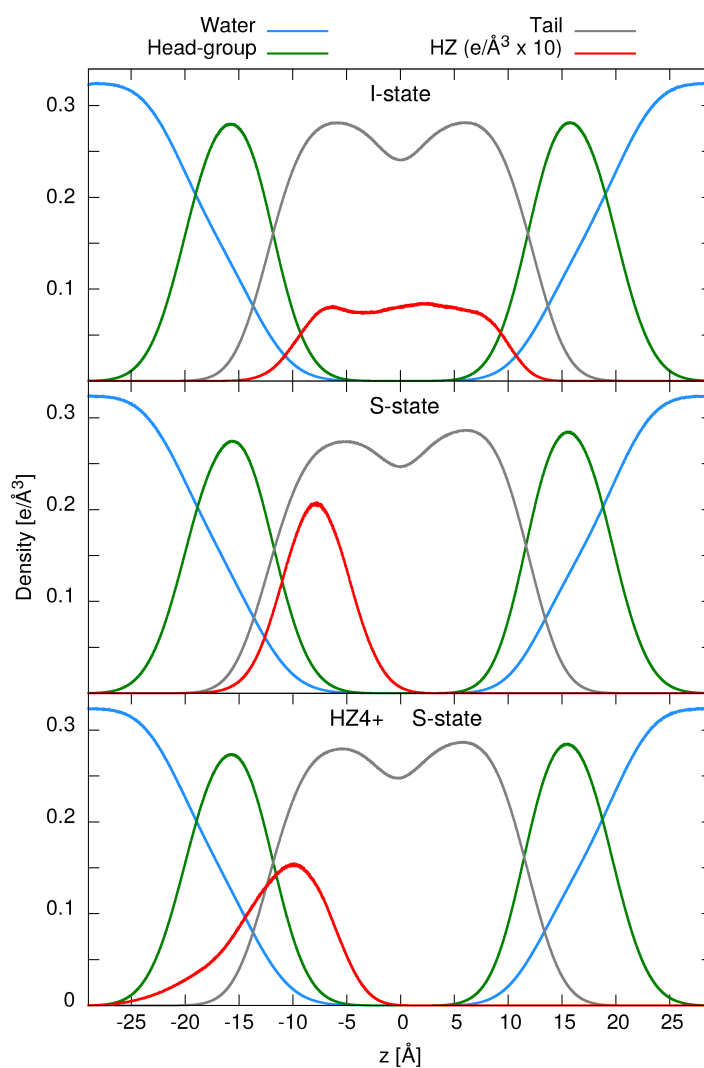 Water
Tail
Head-group
HZ (e/Å³ x 10)
I-state
0.3
0.2
0.1
S-state
0.3
0.2
0.1
Density [e/Å³]
HZ4+ S-state
0.3
0.2
0.1
0
-25 -20 -15 -10 -5 0 5 10 15 20 25
z [Å]